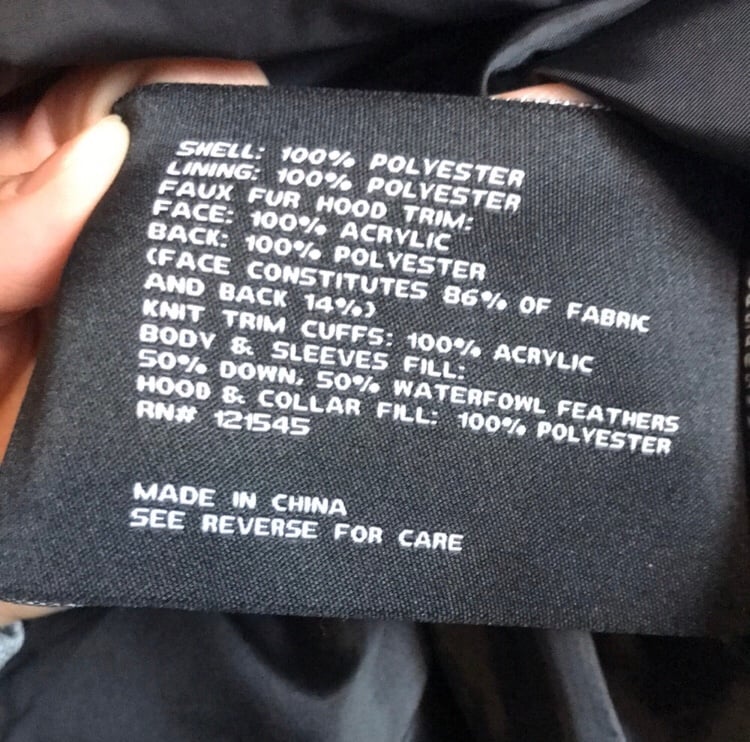 SHELL: 100% POLYESTER
LINING: 100% POLYESTER
FAUX FUR HOOD TRIM:
FACE: 100% ACRYLIC
BACK: 100% POLYESTER
(FACE CONSTITUTES 86% OF FABRIC
AND BACK 14%)
KNIT TRIM CUFFS: 100% ACRYLIC
BODY & SLEEVES FILL:
50% DOWN, 50% WATERFOWL FEATHERS
HOOD & COLLAR FILL: 100% POLYESTER
RN# 121545
MADE IN CHINA
SEE REVERSE FOR CARE